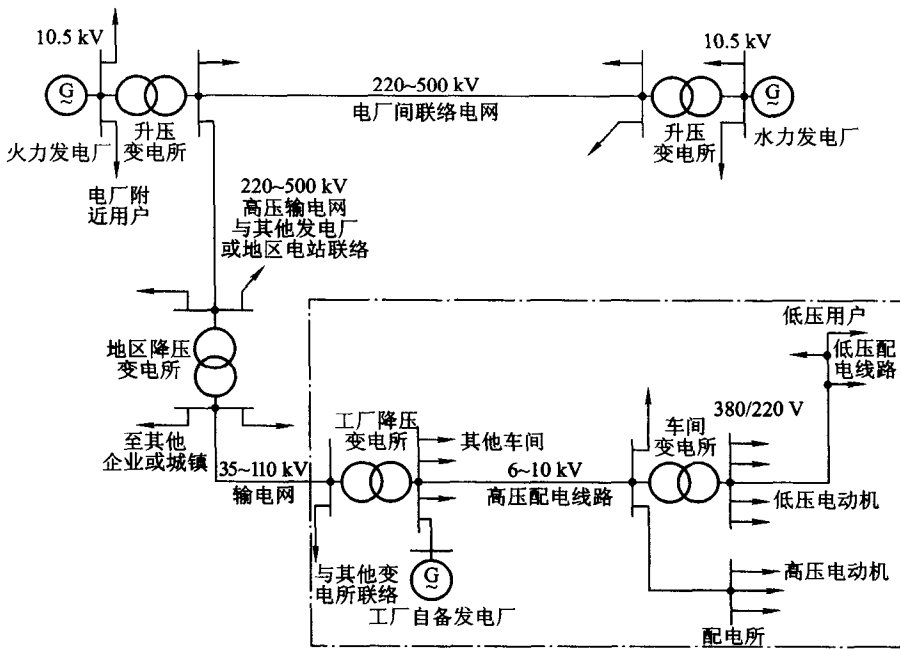 10.5 kV
10.5 kV
G
~
220~500 kV
电厂间联络电网
G
~
火力发电厂
升压
变电所
升压
变电所
水力发电厂
电厂附
近用户
220~500 kV
高压输电网
与其他发电厂
或地区电站联络
地区降压
变电所
至其他
企业或城镇
35~110 kV
输电网
低压用户
低压配
电线路
380/220 V
工厂降压
变电所
其他车间
6~10 kV
高压配电线路
车间
变电所
低压电动机
与其他变
电所联络
G
~
工厂自备发电厂
高压电动机
配电所